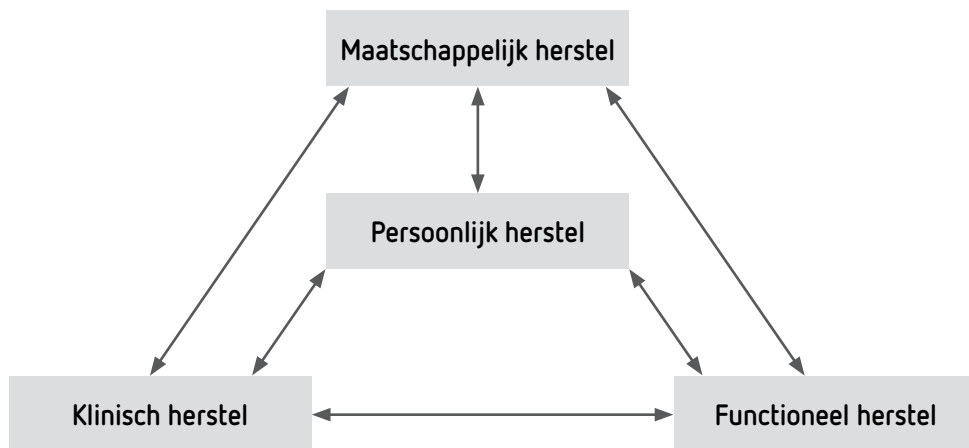 Maatschappelijk herstel
Persoonlijk herstel
Klinisch herstel
Functioneel herstel